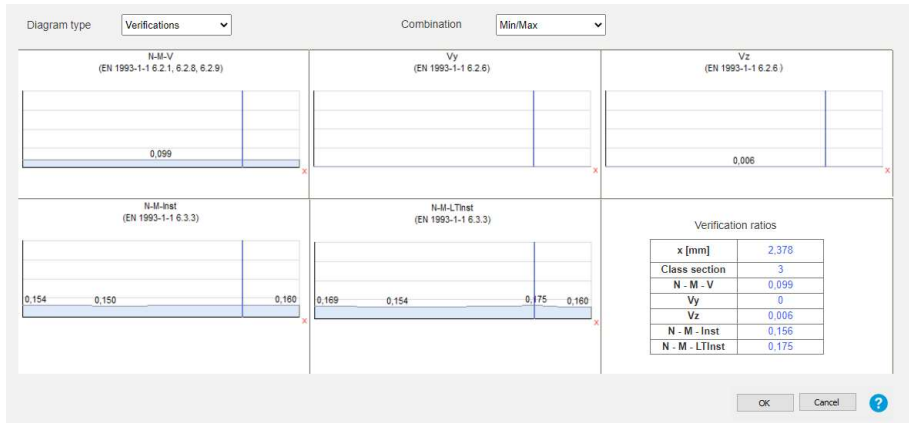 Diagram type Verifications Combination Min/Max
N-M-V
(EN 1993-1-1 6.2.1, 6.2.8, 6.2.9)
0,099
x
Vy
(EN 1993-1-1 6.2.6)
x
Vz
(EN 1993-1-1 6.2.6 )
0,006
x
N-M-Inst
(EN 1993-1-1 6.3.3)
0,154 0,150 0,160
x
N-M-LTInst
(EN 1993-1-1 6.3.3)
0,169 0,154 0,175 0,160
x
Verification ratios
x [mm] 2,378
Class section 3
N - M - V 0,099
Vy 0
Vz 0,006
N - M - Inst 0,156
N - M - LTInst 0,175
OK Cancel ?